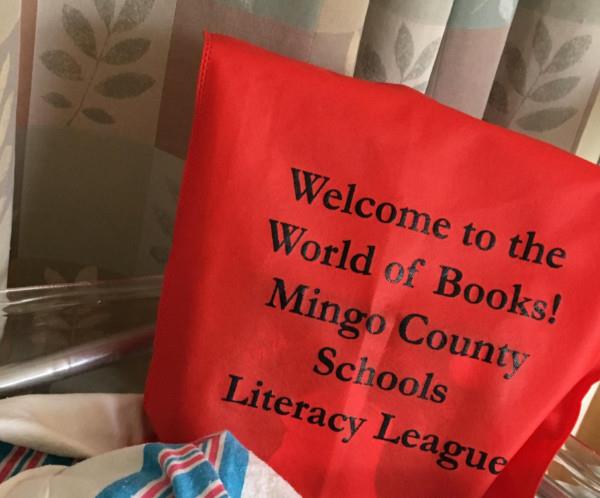 Welcome to the
World of Books!
Mingo County
Schools
Literacy League